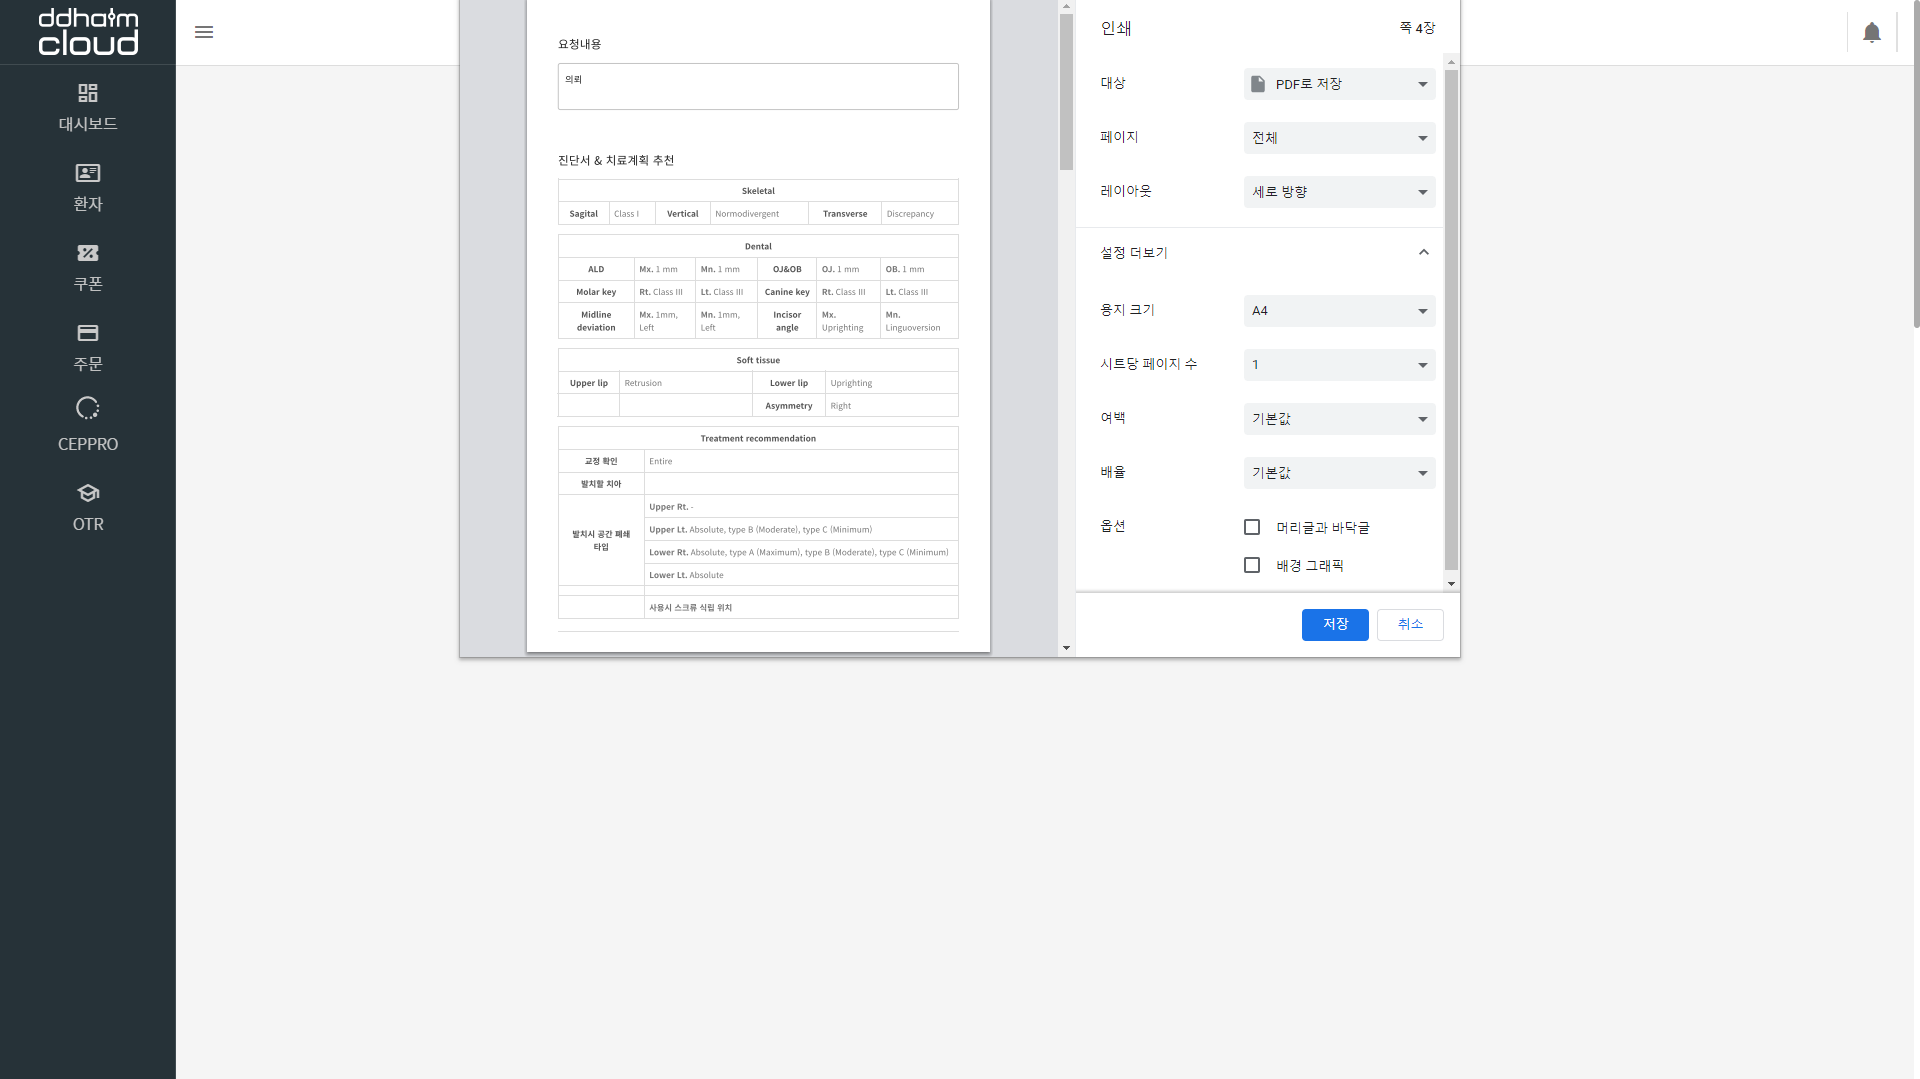 ddhaim
cloud
대시보드
환자
쿠폰
주문
CEPPRO
OTR
요청내용
의뢰
진단서 & 치료계획 추천
Skeletal
Sagital Class I Vertical Normodivergent Transverse Discrepancy
Dental
ALD Mx. 1 mm Mn. 1 mm OJ&OB OJ. 1 mm OB. 1 mm
Molar key Rt. Class III Lt. Class III Canine key Rt. Class III Lt. Class III
Midline deviation Mx. 1mm, Left Mn. 1mm, Left Incisor angle Mx. Uprighting Mn. Linguoversion
Soft tissue
Upper lip Retrusion Lower lip Uprighting
Asymmetry Right
Treatment recommendation
교정 확인 Entire
발치할 치아
발치시 공간 폐쇄 타입
Upper Rt. -
Upper Lt. Absolute, type B (Moderate), type C (Minimum)
Lower Rt. Absolute, type A (Maximum), type B (Moderate), type C (Minimum)
Lower Lt. Absolute
사용시 스크류 식립 위치
인쇄 쪽 4장
대상 PDF로 저장
페이지 전체
레이아웃 세로 방향
설정 더보기
용지 크기 A4
시트당 페이지 수 1
여백 기본값
배율 기본값
옵션 머리글과 바닥글
배경 그래픽
저장 취소